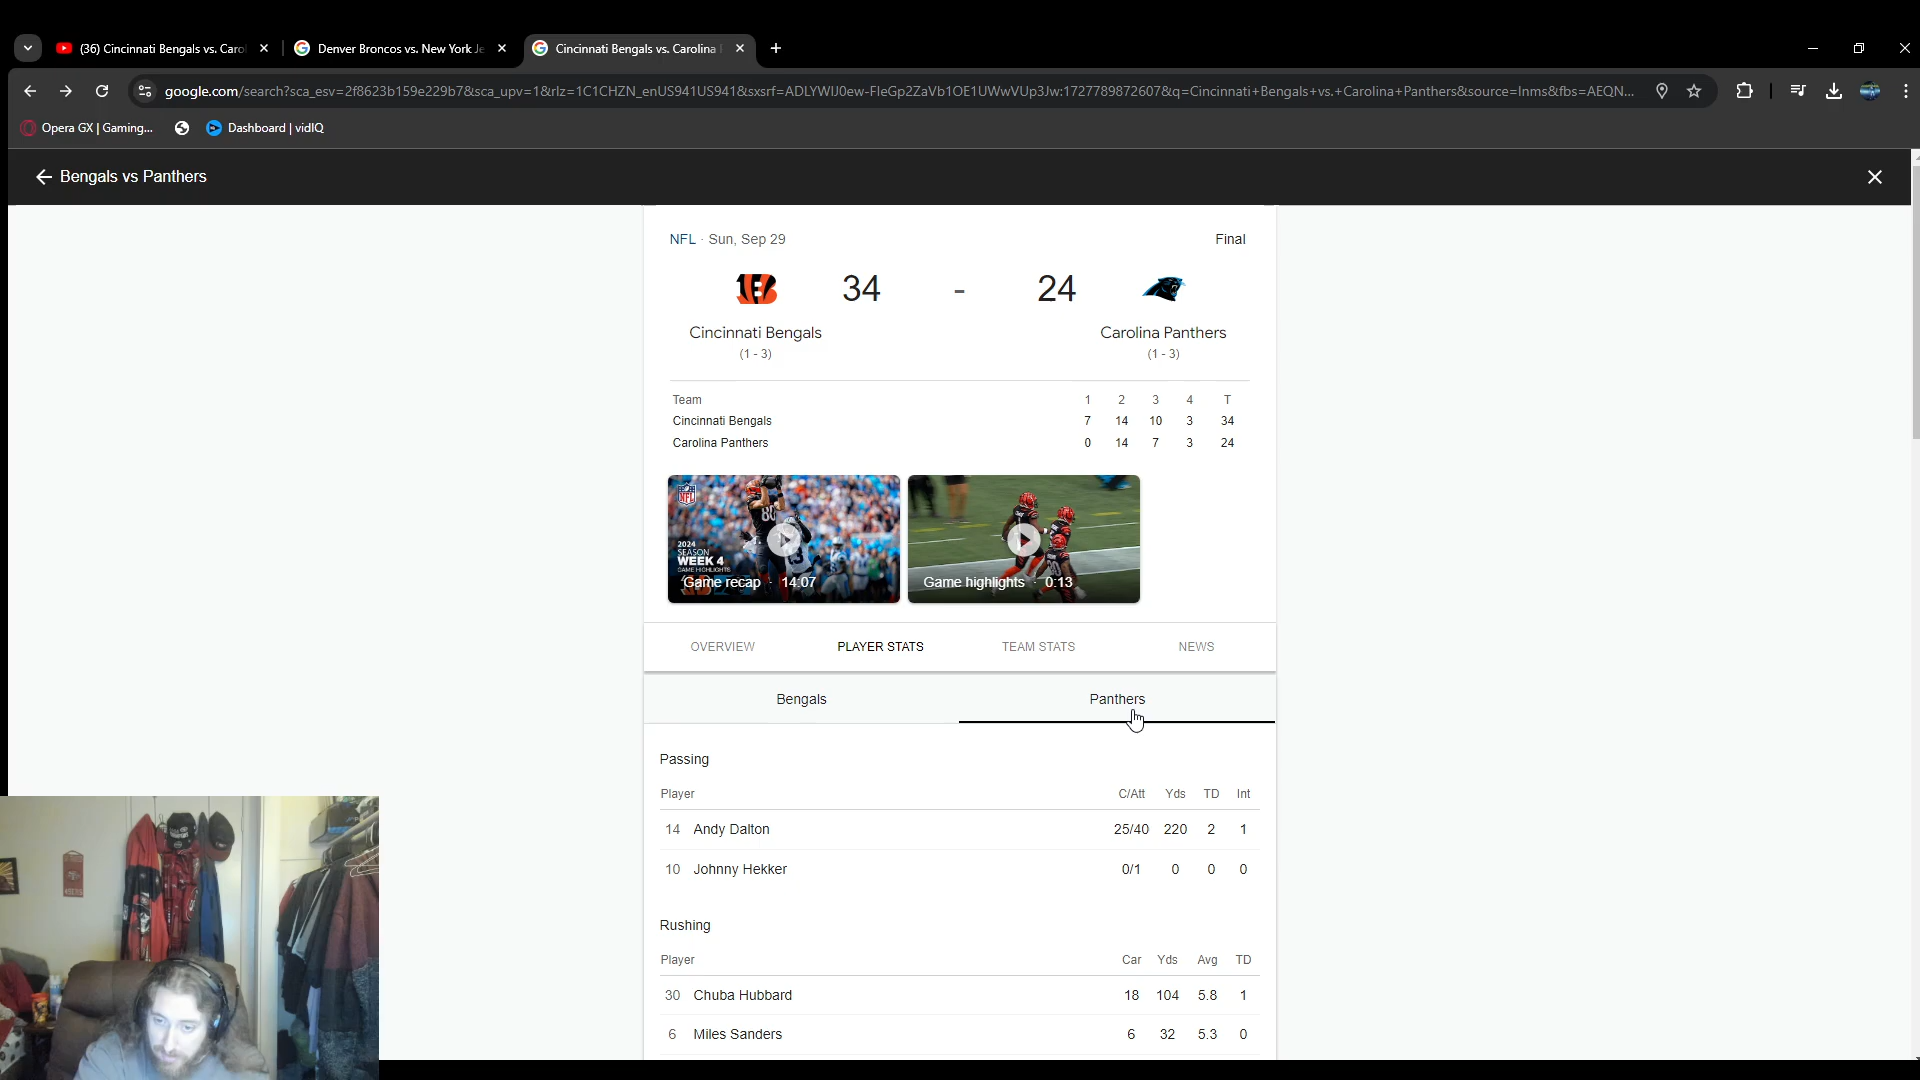 (36) Cincinnati Bengals vs. Caro
Denver Broncos vs. New York Je
Cincinnati Bengals vs. Carolina
google.com/search?sca_esv=2f8623b159e229b7&sca_upv=1&rlz=1C1CHZN_enUS941US941&sxsrf=ADLYWIJ0ew-FleGp2ZaVb1OE1UWwVUp3Jw:1727789872607&q=Cincinnati+Bengals+vs.+Carolina+Panthers&source=lnms&fbs=AEQN...
Opera GX | Gaming...
Dashboard | vidIQ
Bengals vs Panthers
NFL · Sun, Sep 29
Final
34 - 24
Cincinnati Bengals
Carolina Panthers
(1 - 3)
(1 - 3)
Team 1 2 3 4 T
Cincinnati Bengals 7 14 10 3 34
Carolina Panthers 0 14 7 3 24
NFL
80
2024
SEASON
WEEK 4
GAME HIGHLIGHTS
Game recap · 14:07
Game highlights · 0:13
OVERVIEW
PLAYER STATS
TEAM STATS
NEWS
Bengals
Panthers
Passing
Player C/Att Yds TD Int
14 Andy Dalton 25/40 220 2 1
10 Johnny Hekker 0/1 0 0 0
Rushing
Player Car Yds Avg TD
30 Chuba Hubbard 18 104 5.8 1
6 Miles Sanders 6 32 5.3 0
49ERS